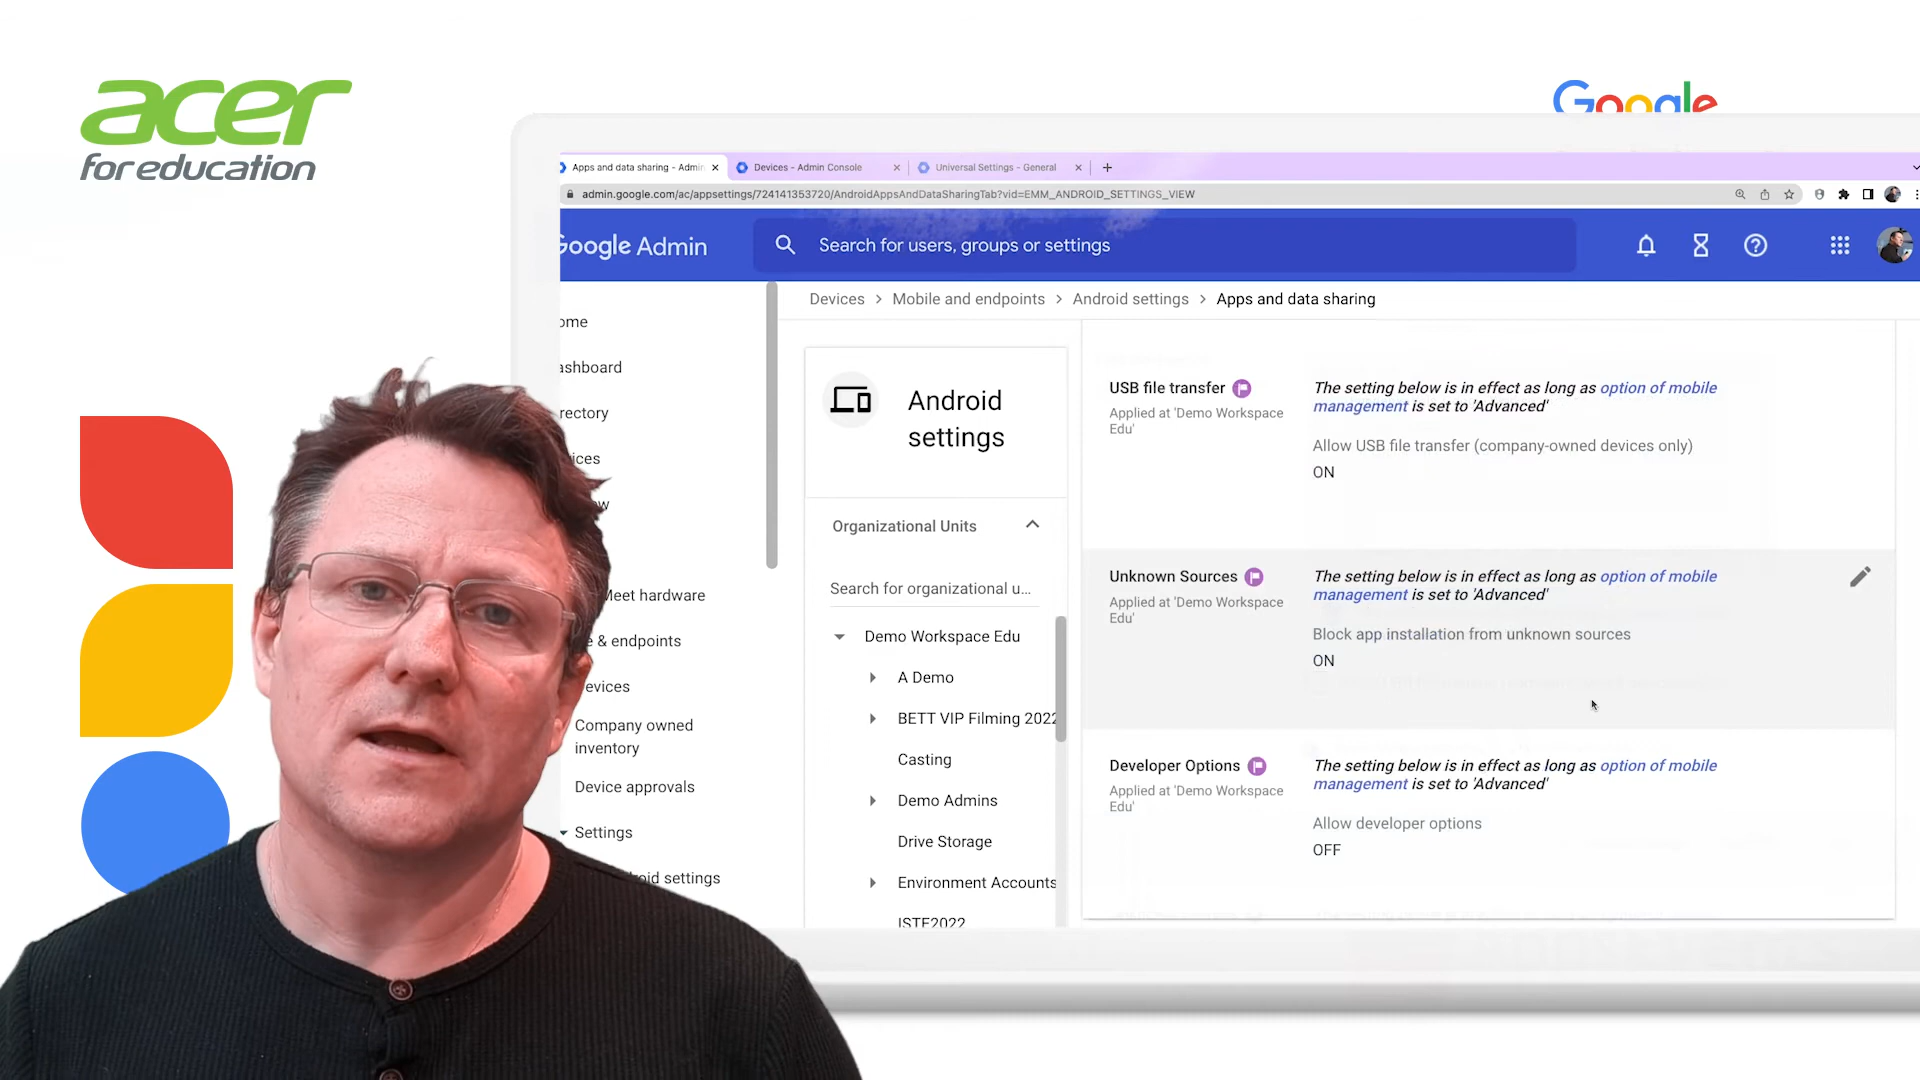 acer
for education
Google
Apps and data sharing - Admin
Devices - Admin Console
Universal Settings - General
admin.google.com/ac/appsettings/724141353720/AndroidAppsAndDataSharingTab?vid=EMM_ANDROID_SETTINGS_VIEW
Google Admin
Search for users, groups or settings
Devices > Mobile and endpoints > Android settings > Apps and data sharing
ome
ashboard
rectory
ices
w
Meet hardware
e & endpoints
evices
Company owned
inventory
Device approvals
Settings
oid settings
Android
settings
Organizational Units
Search for organizational u...
Demo Workspace Edu
A Demo
BETT VIP Filming 2022
Casting
Demo Admins
Drive Storage
Environment Accounts
ISTE2022
USB file transfer
Applied at 'Demo Workspace
Edu'
The setting below is in effect as long as option of mobile
management is set to 'Advanced'
Allow USB file transfer (company-owned devices only)
ON
Unknown Sources
Applied at 'Demo Workspace
Edu'
The setting below is in effect as long as option of mobile
management is set to 'Advanced'
Block app installation from unknown sources
ON
Developer Options
Applied at 'Demo Workspace
Edu'
The setting below is in effect as long as option of mobile
management is set to 'Advanced'
Allow developer options
OFF